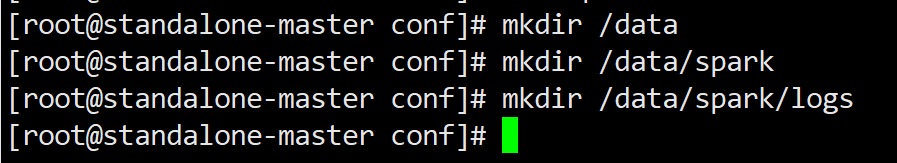 [root@standalone-master conf]# mkdir /data
[root@standalone-master conf]# mkdir /data/spark
[root@standalone-master conf]# mkdir /data/spark/logs
[root@standalone-master conf]#